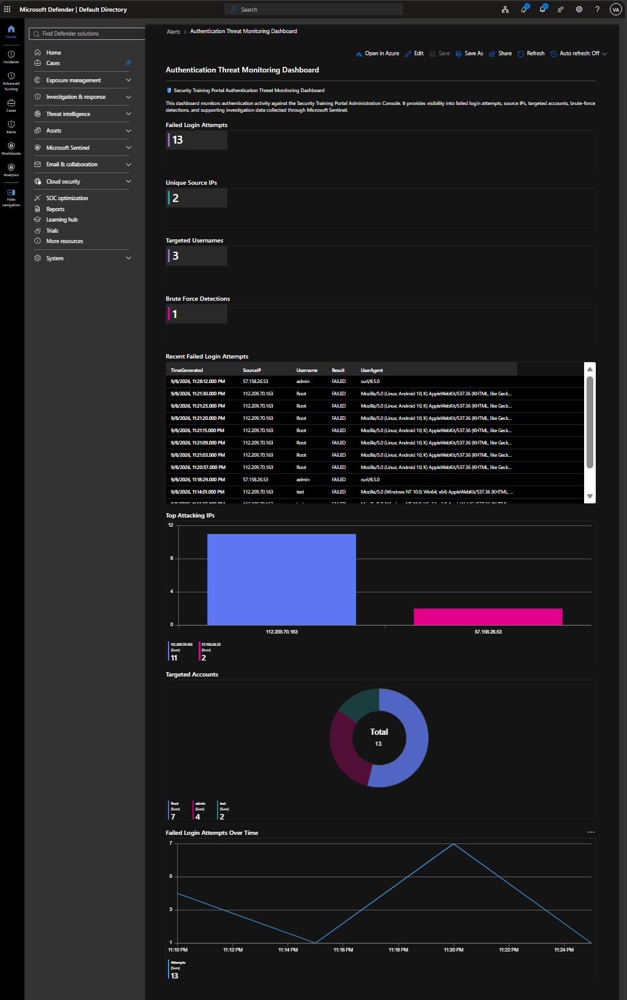 Microsoft Defender | Default Directory
Search
VA
Home
Incidents
Advanced
hunting
Cases
Alerts
Workbooks
Analytics
Hide
navigation
Find Defender solutions
Home
Cases
Exposure management
Investigation & response
Threat intelligence
Assets
Microsoft Sentinel
Email & collaboration
Cloud security
SOC optimization
Reports
Learning hub
Trials
More resources
System
Alerts > Authentication Threat Monitoring Dashboard
Open in Azure Edit Save Save As Share Refresh Auto refresh: Off
Authentication Threat Monitoring Dashboard
Security Training Portal Authentication Threat Monitoring Dashboard
This dashboard monitors authentication activity against the Security Training Portal Administration Console. It provides visibility into failed login attempts, source IPs, targeted accounts, brute-force
detections, and supporting investigation data collected through Microsoft Sentinel.
Failed Login Attempts
13
Unique Source IPs
2
Targeted Usernames
3
Brute Force Detections
1
Recent Failed Login Attempts
TimeGenerated SourceIP Username Result UserAgent
9/8/2026, 11:28:12.000 PM 57.158.26.53 admin FAILED curl/8.5.0
9/8/2026, 11:21:30.000 PM 112.209.70.163 Root FAILED Mozilla/5.0 (Linux; Android 10; K) AppleWebKit/537.36 (KHTML, like Geck...
9/8/2026, 11:21:25.000 PM 112.209.70.163 Root FAILED Mozilla/5.0 (Linux; Android 10; K) AppleWebKit/537.36 (KHTML, like Geck...
9/8/2026, 11:21:20.000 PM 112.209.70.163 Root FAILED Mozilla/5.0 (Linux; Android 10; K) AppleWebKit/537.36 (KHTML, like Geck...
9/8/2026, 11:21:15.000 PM 112.209.70.163 Root FAILED Mozilla/5.0 (Linux; Android 10; K) AppleWebKit/537.36 (KHTML, like Geck...
9/8/2026, 11:21:09.000 PM 112.209.70.163 Root FAILED Mozilla/5.0 (Linux; Android 10; K) AppleWebKit/537.36 (KHTML, like Geck...
9/8/2026, 11:21:03.000 PM 112.209.70.163 Root FAILED Mozilla/5.0 (Linux; Android 10; K) AppleWebKit/537.36 (KHTML, like Geck...
9/8/2026, 11:20:57.000 PM 112.209.70.163 Root FAILED Mozilla/5.0 (Linux; Android 10; K) AppleWebKit/537.36 (KHTML, like Geck...
9/8/2026, 11:18:29.000 PM 57.158.26.53 admin FAILED curl/8.5.0
9/8/2026, 11:14:01.000 PM 112.209.70.163 test FAILED Mozilla/5.0 (Windows NT 10.0; Win64; x64) AppleWebKit/537.36 (KHTML, ...
Top Attacking IPs
12
8
4
0
112.209.70.163 57.158.26.53
112.209.70.163 57.158.26.53
(Sum) (Sum)
11 2
Targeted Accounts
Total
13
Root admin test
(Sum) (Sum) (Sum)
7 4 2
Failed Login Attempts Over Time
7
5
3
1
11:10 PM 11:12 PM 11:14 PM 11:16 PM 11:18 PM 11:20 PM 11:22 PM 11:24 PM
Attempts
(Sum)
13